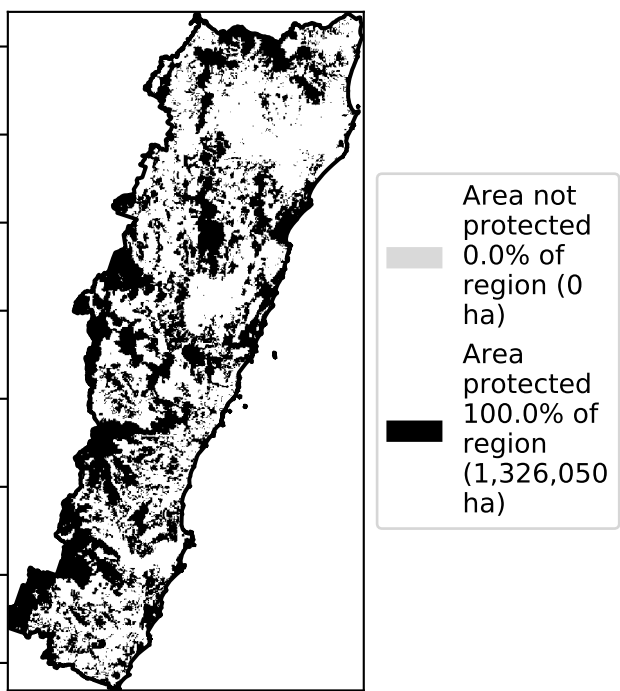 Area not
protected
0.0% of
region (0
ha)
Area
protected
100.0% of
region
(1,326,050
ha)